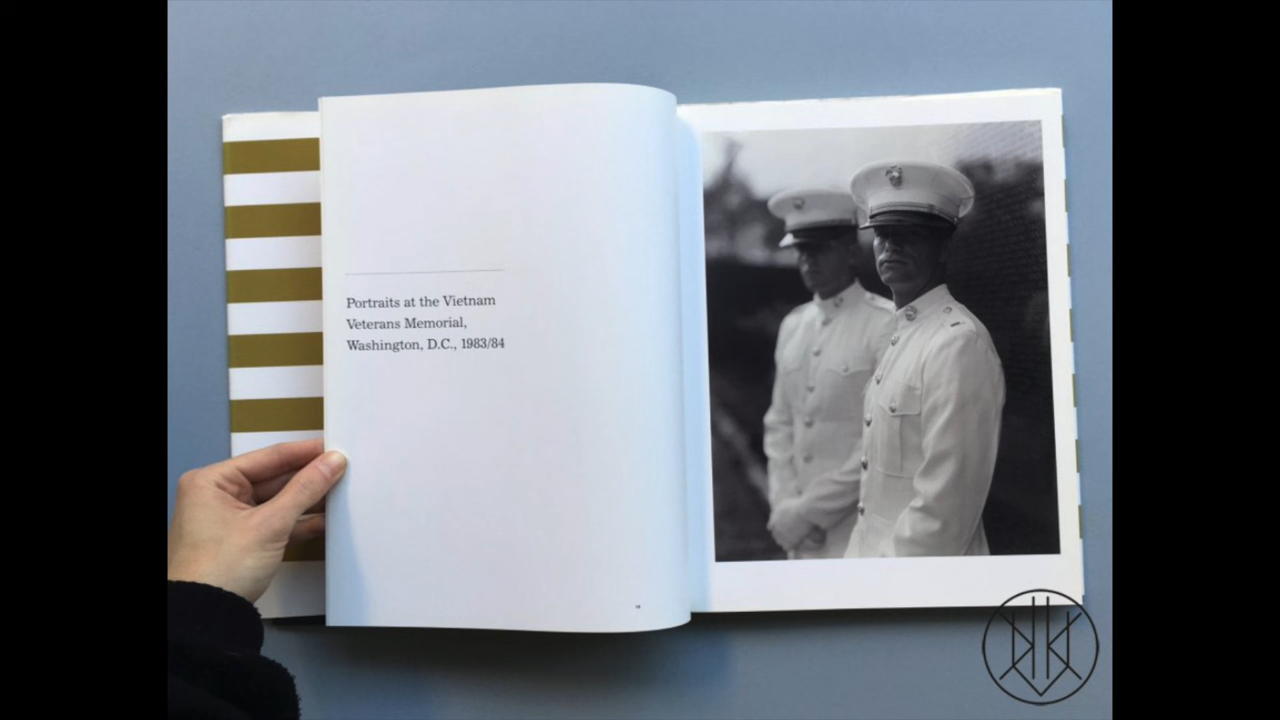 Portraits at the Vietnam
Veterans Memorial,
Washington, D.C., 1983/84